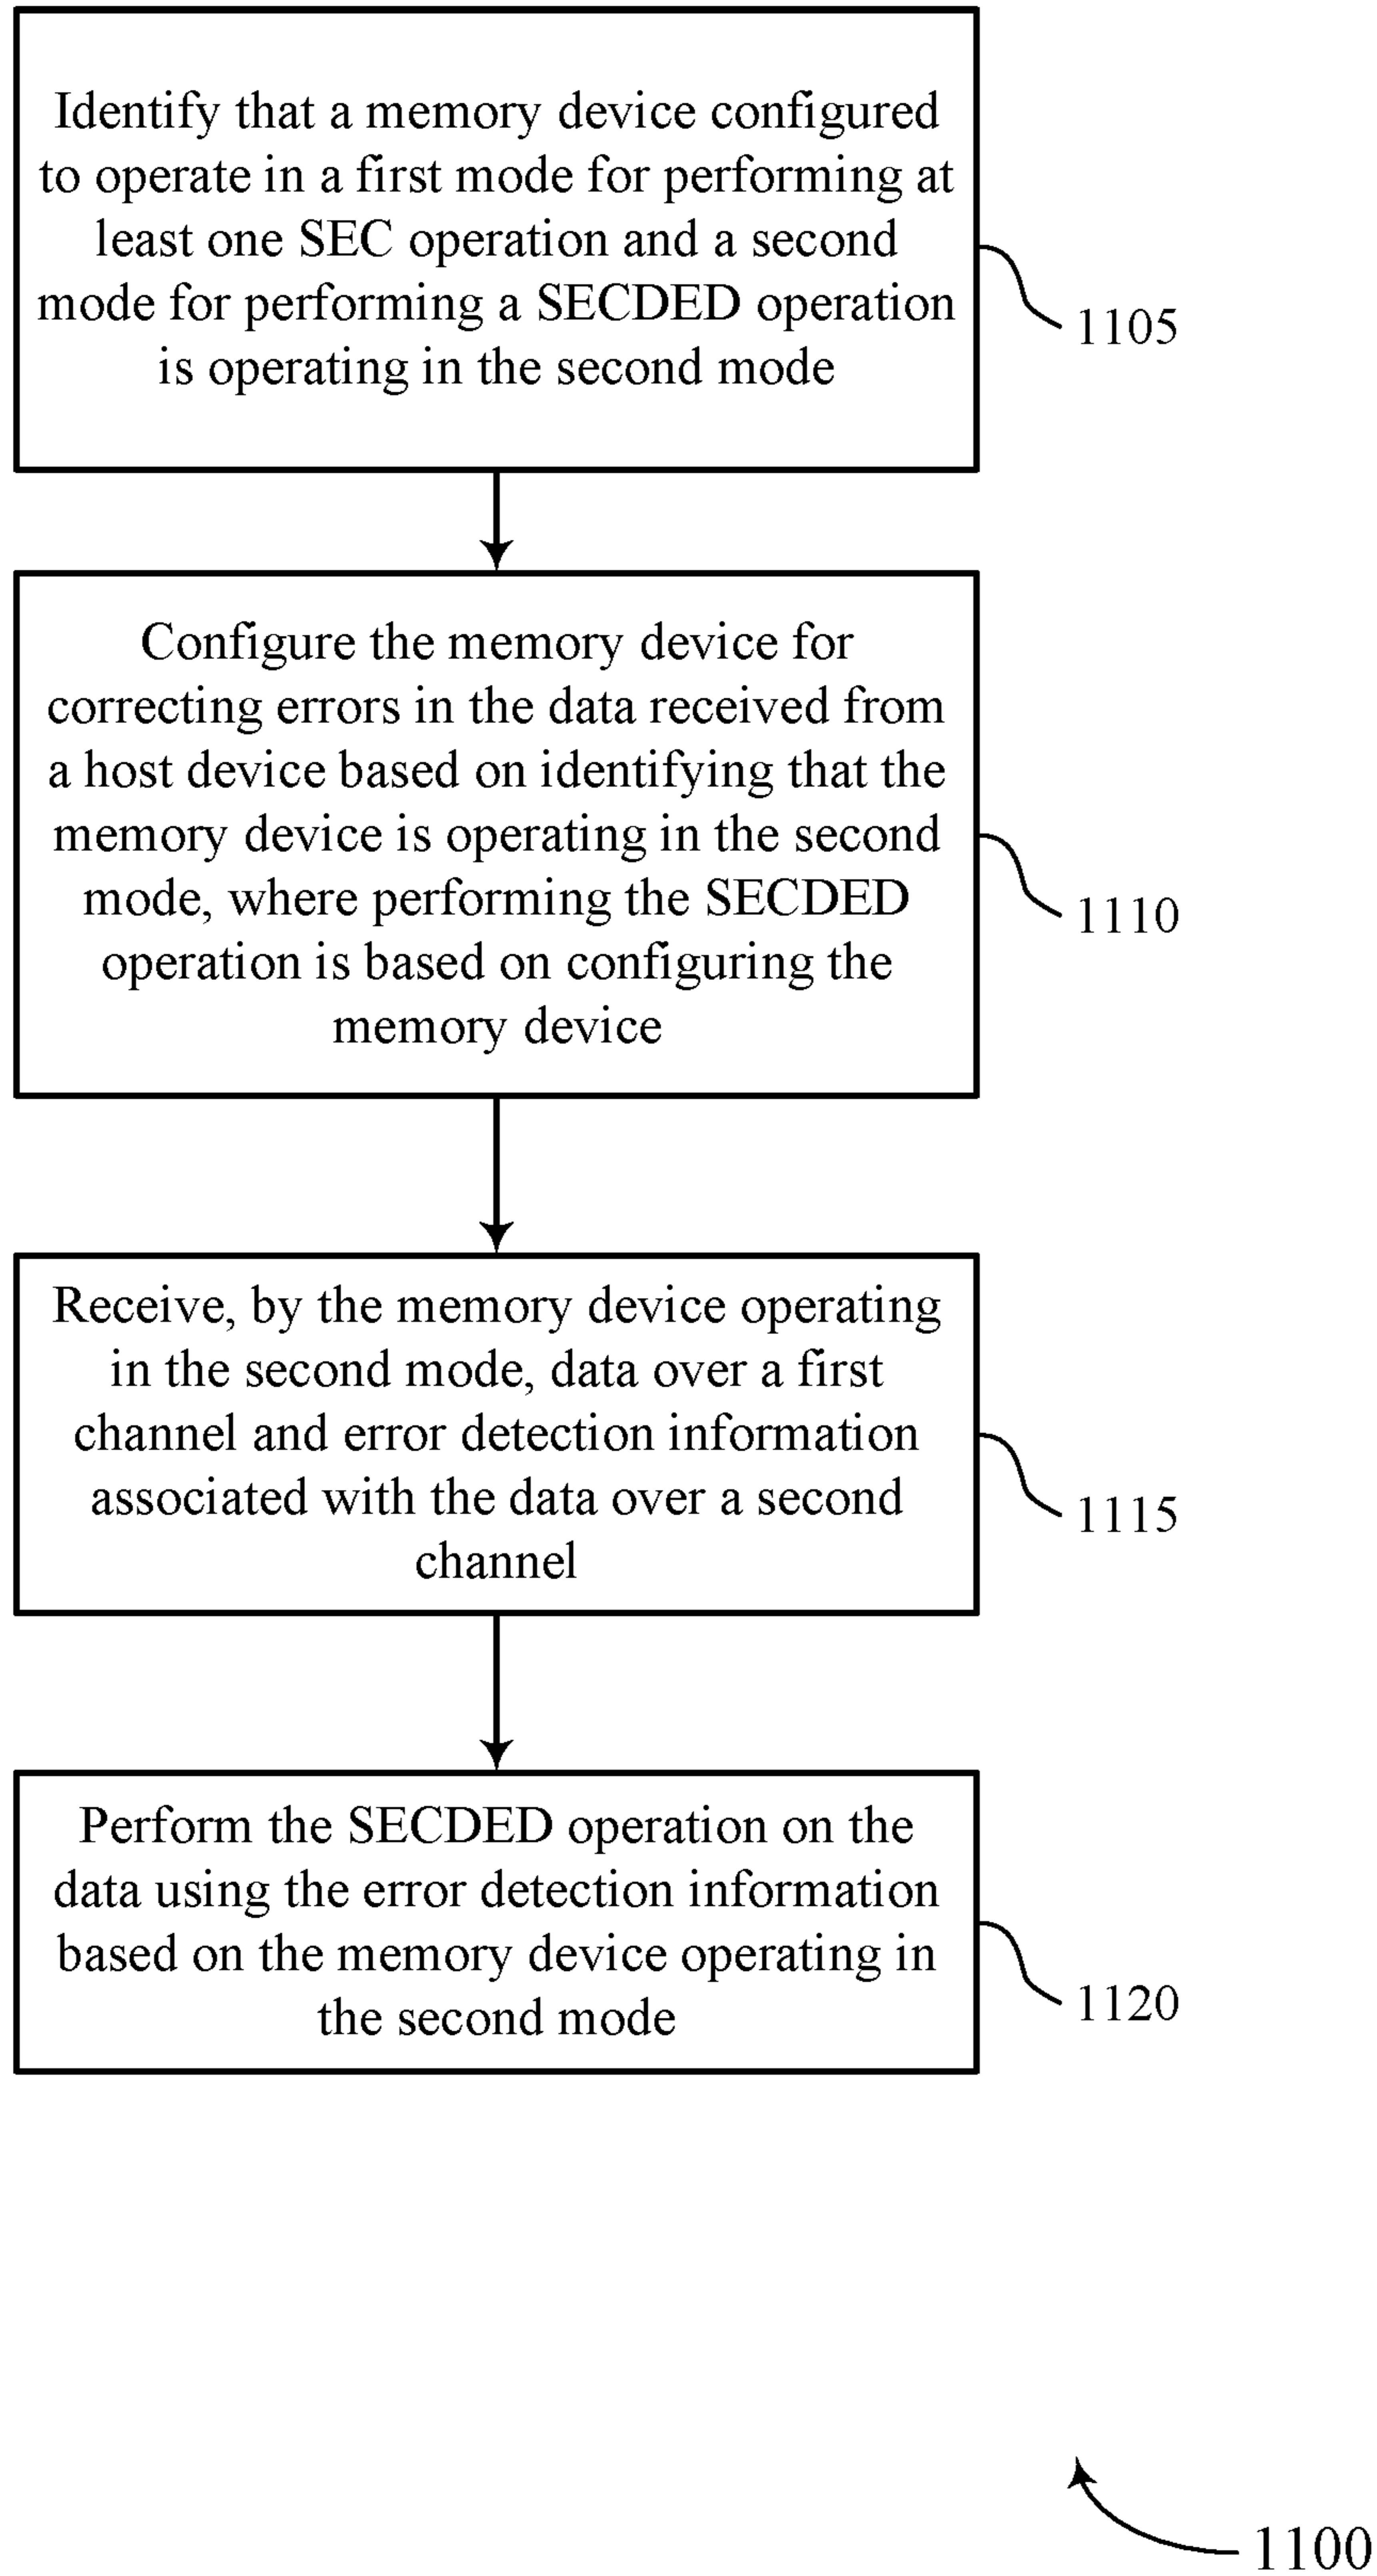 Identify that a memory device configured
to operate in a first mode for performing at
least one SEC operation and a second
mode for performing a SECDED operation
is operating in the second mode
1105
Configure the memory device for
correcting errors in the data received from
a host device based on identifying that the
memory device is operating in the second
mode, where performing the SECDED
operation is based on configuring the
memory device
1110
Receive, by the memory device operating
in the second mode, data over a first
channel and error detection information
associated with the data over a second
channel
1115
Perform the SECDED operation on the
data using the error detection information
based on the memory device operating in
the second mode
1120
1100